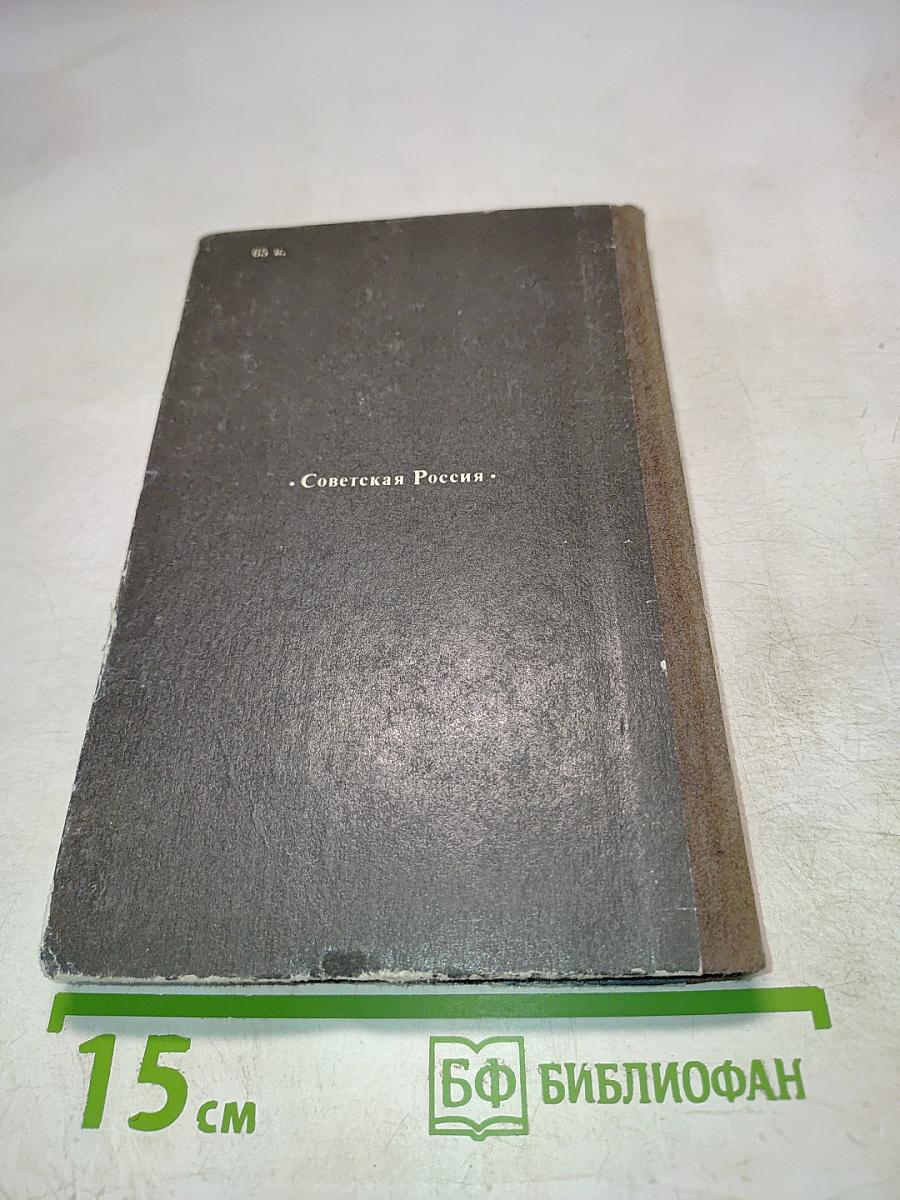 65 к.
· Советская Россия ·
15 см
БФ БИБЛИОФАН